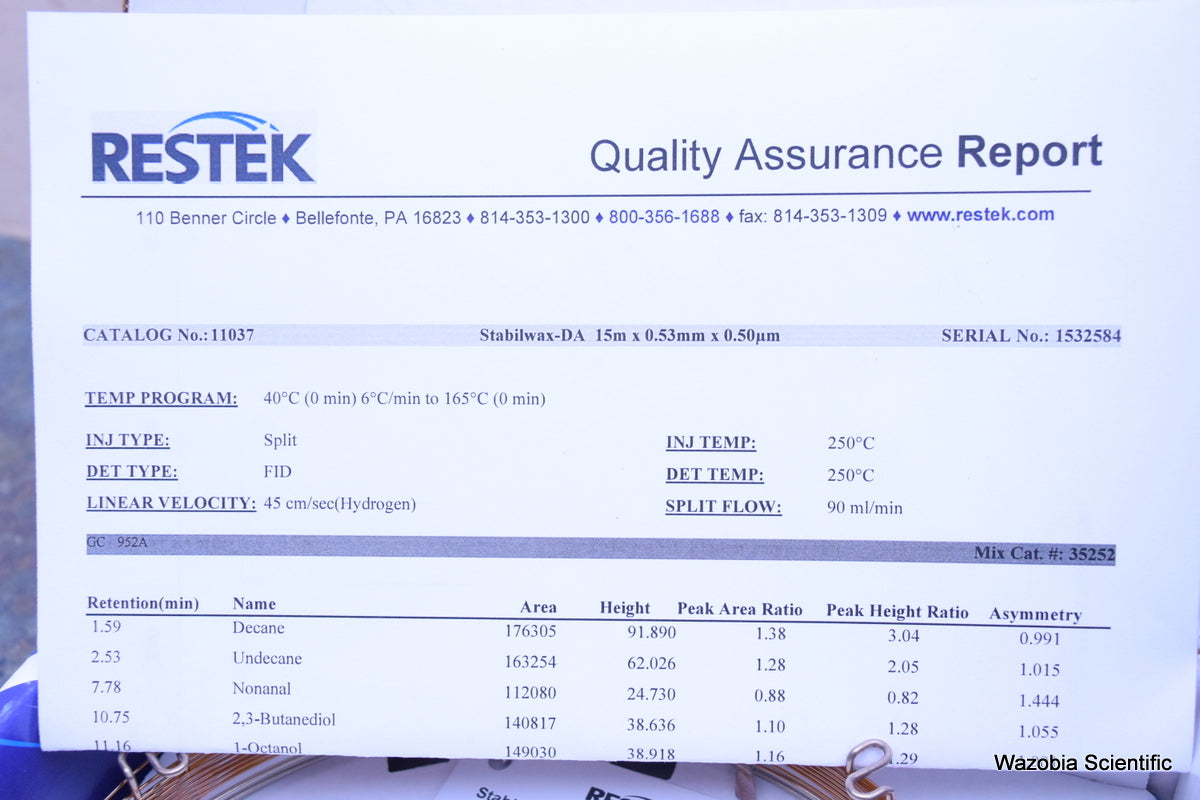 RESTEK
Quality Assurance Report
110 Benner Circle ♦ Bellefonte, PA 16823 ♦ 814-353-1300 ♦ 800-356-1688 ♦ fax: 814-353-1309 ♦ www.restek.com
CATALOG No.:11037 Stabilwax-DA 15m x 0.53mm x 0.50µm SERIAL No.: 1532584
TEMP PROGRAM: 40°C (0 min) 6°C/min to 165°C (0 min)
INJ TYPE: Split INJ TEMP: 250°C
DET TYPE: FID DET TEMP: 250°C
LINEAR VELOCITY: 45 cm/sec(Hydrogen) SPLIT FLOW: 90 ml/min
GC - 952A Mix Cat. #: 35252
Retention(min) Name Area Height Peak Area Ratio Peak Height Ratio Asymmetry
1.59 Decane 176305 91.890 1.38 3.04 0.991
2.53 Undecane 163254 62.026 1.28 2.05 1.015
7.78 Nonanal 112080 24.730 0.88 0.82 1.444
10.75 2,3-Butanediol 140817 38.636 1.10 1.28 1.055
11.16 1-Octanol 149030 38.918 1.16 .29
Wazobia Scientific